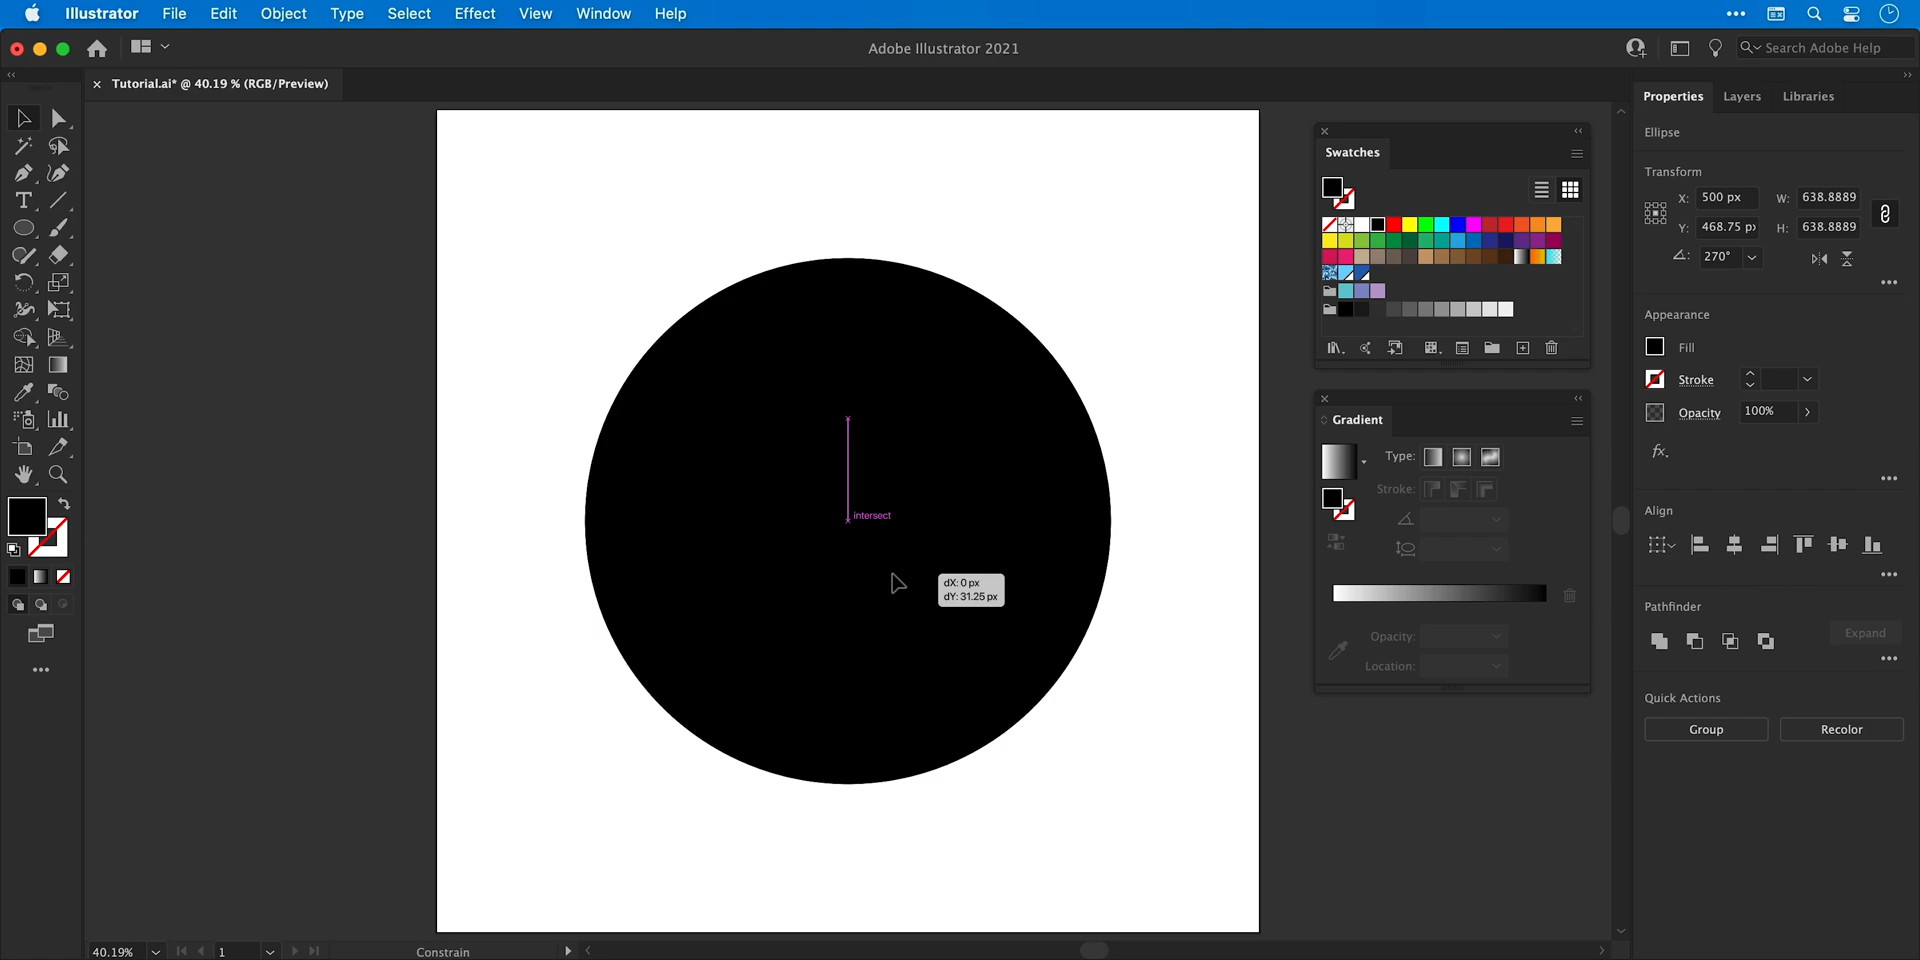 Illustrator File Edit Object Type Select Effect View Window Help
Adobe Illustrator 2021
Search Adobe Help
Tutorial.ai* @ 40.19 % (RGB/Preview)
Properties Layers Libraries
Ellipse
Transform
X: 500 px W: 638.8889
Y: 468.75 px H: 638.8889
270°
Appearance
Fill
Stroke
Opacity 100%
fx
Align
Pathfinder
Expand
Quick Actions
Group Recolor
Swatches
Gradient
Type:
Stroke:
Opacity:
Location:
intersect
dX: 0 px
dY: 31.25 px
40.19% 1 Constrain